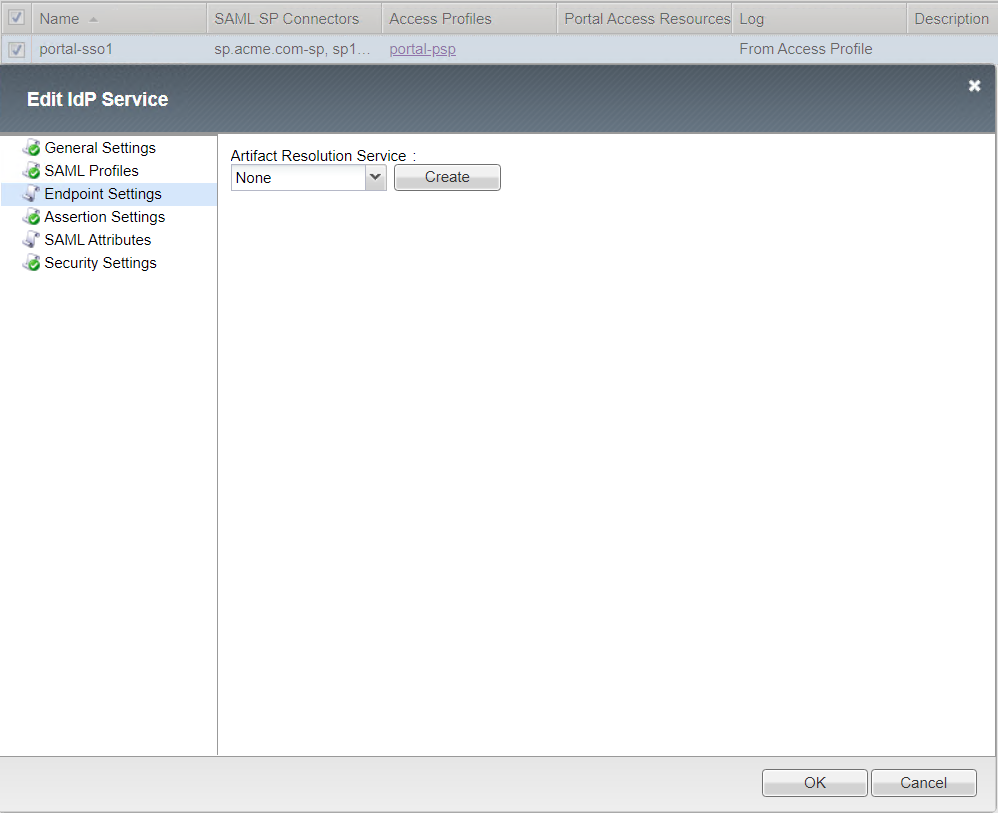 Name SAML SP Connectors Access Profiles Portal Access Resources Log Description
portal-sso1 sp.acme.com-sp, sp1... portal-psp From Access Profile
Edit IdP Service
General Settings
SAML Profiles
Endpoint Settings
Assertion Settings
SAML Attributes
Security Settings
Artifact Resolution Service :
None Create
OK Cancel